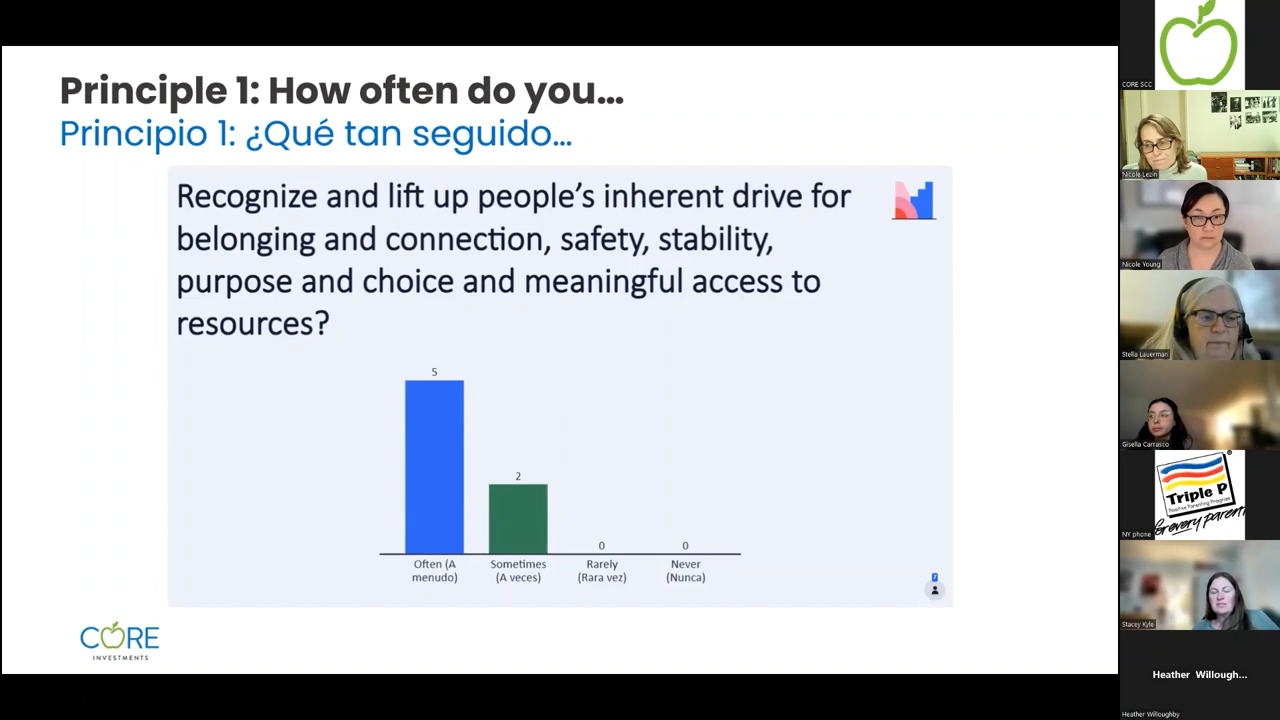 Principle 1: How often do you...
Principio 1: ¿Qué tan seguido...
Recognize and lift up people's inherent drive for
belonging and connection, safety, stability,
purpose and choice and meaningful access to
resources?
5
2
0
0
Often (A
menudo)
Sometimes
(A veces)
Rarely
(Rara vez)
Never
(Nunca)
7
CORE
INVESTMENTS
CORE SCC
Nicole Lezin
Nicole Young
Stella Lauerman
Gisella Carrasco
Triple P
®
Positive Parenting Program
for every parent
NY phone
Stacey Kyle
Heather Willough...
Heather Willoughby